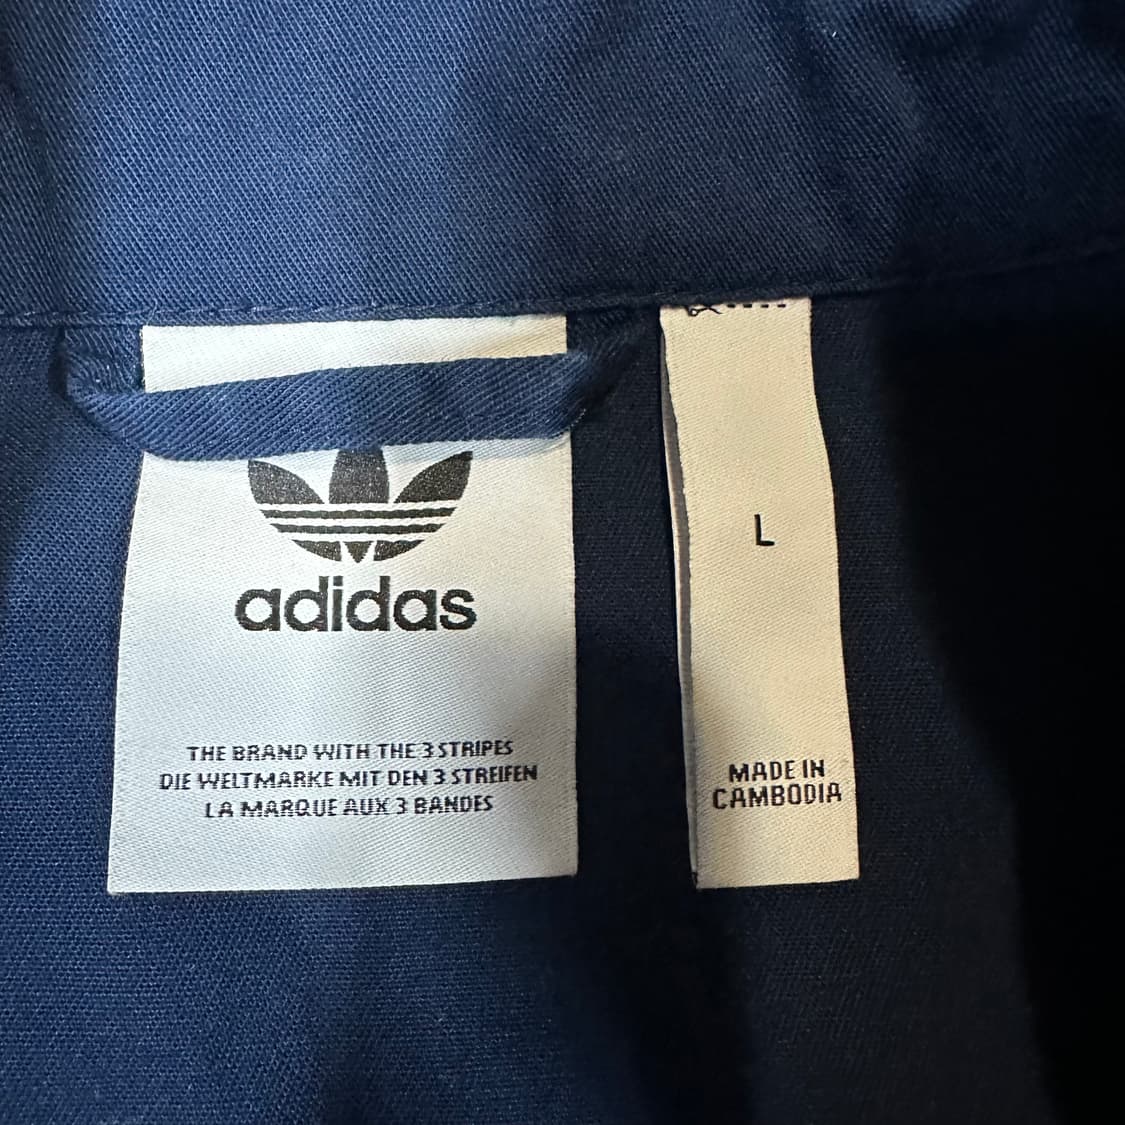 adidas
THE BRAND WITH THE 3 STRIPES
DIE WELTMARKE MIT DEN 3 STREIFEN
LA MARQUE AUX 3 BANDES
L
MADE IN
CAMBODIA